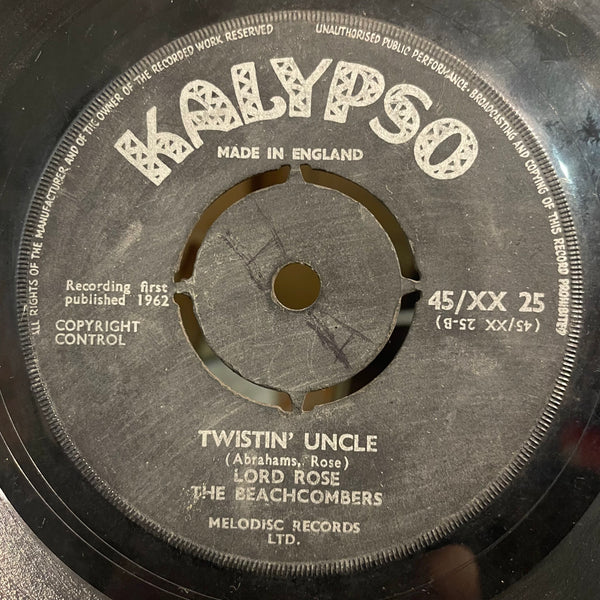 ALL RIGHTS OF THE MANUFACTURER AND OF THE OWNER OF THE RECORDED WORK RESERVED
UNAUTHORISED PUBLIC PERFORMANCE, BROADCASTING AND COPYING OF THIS RECORD PROHIBITED
KALYPSO
MADE IN ENGLAND
Recording first
published 1962
COPYRIGHT
CONTROL
45/XX 25
(45/XX 25-B)
TWISTIN' UNCLE
(Abrahams, Rose)
LORD ROSE
THE BEACHCOMBERS
MELODISC RECORDS
LTD.